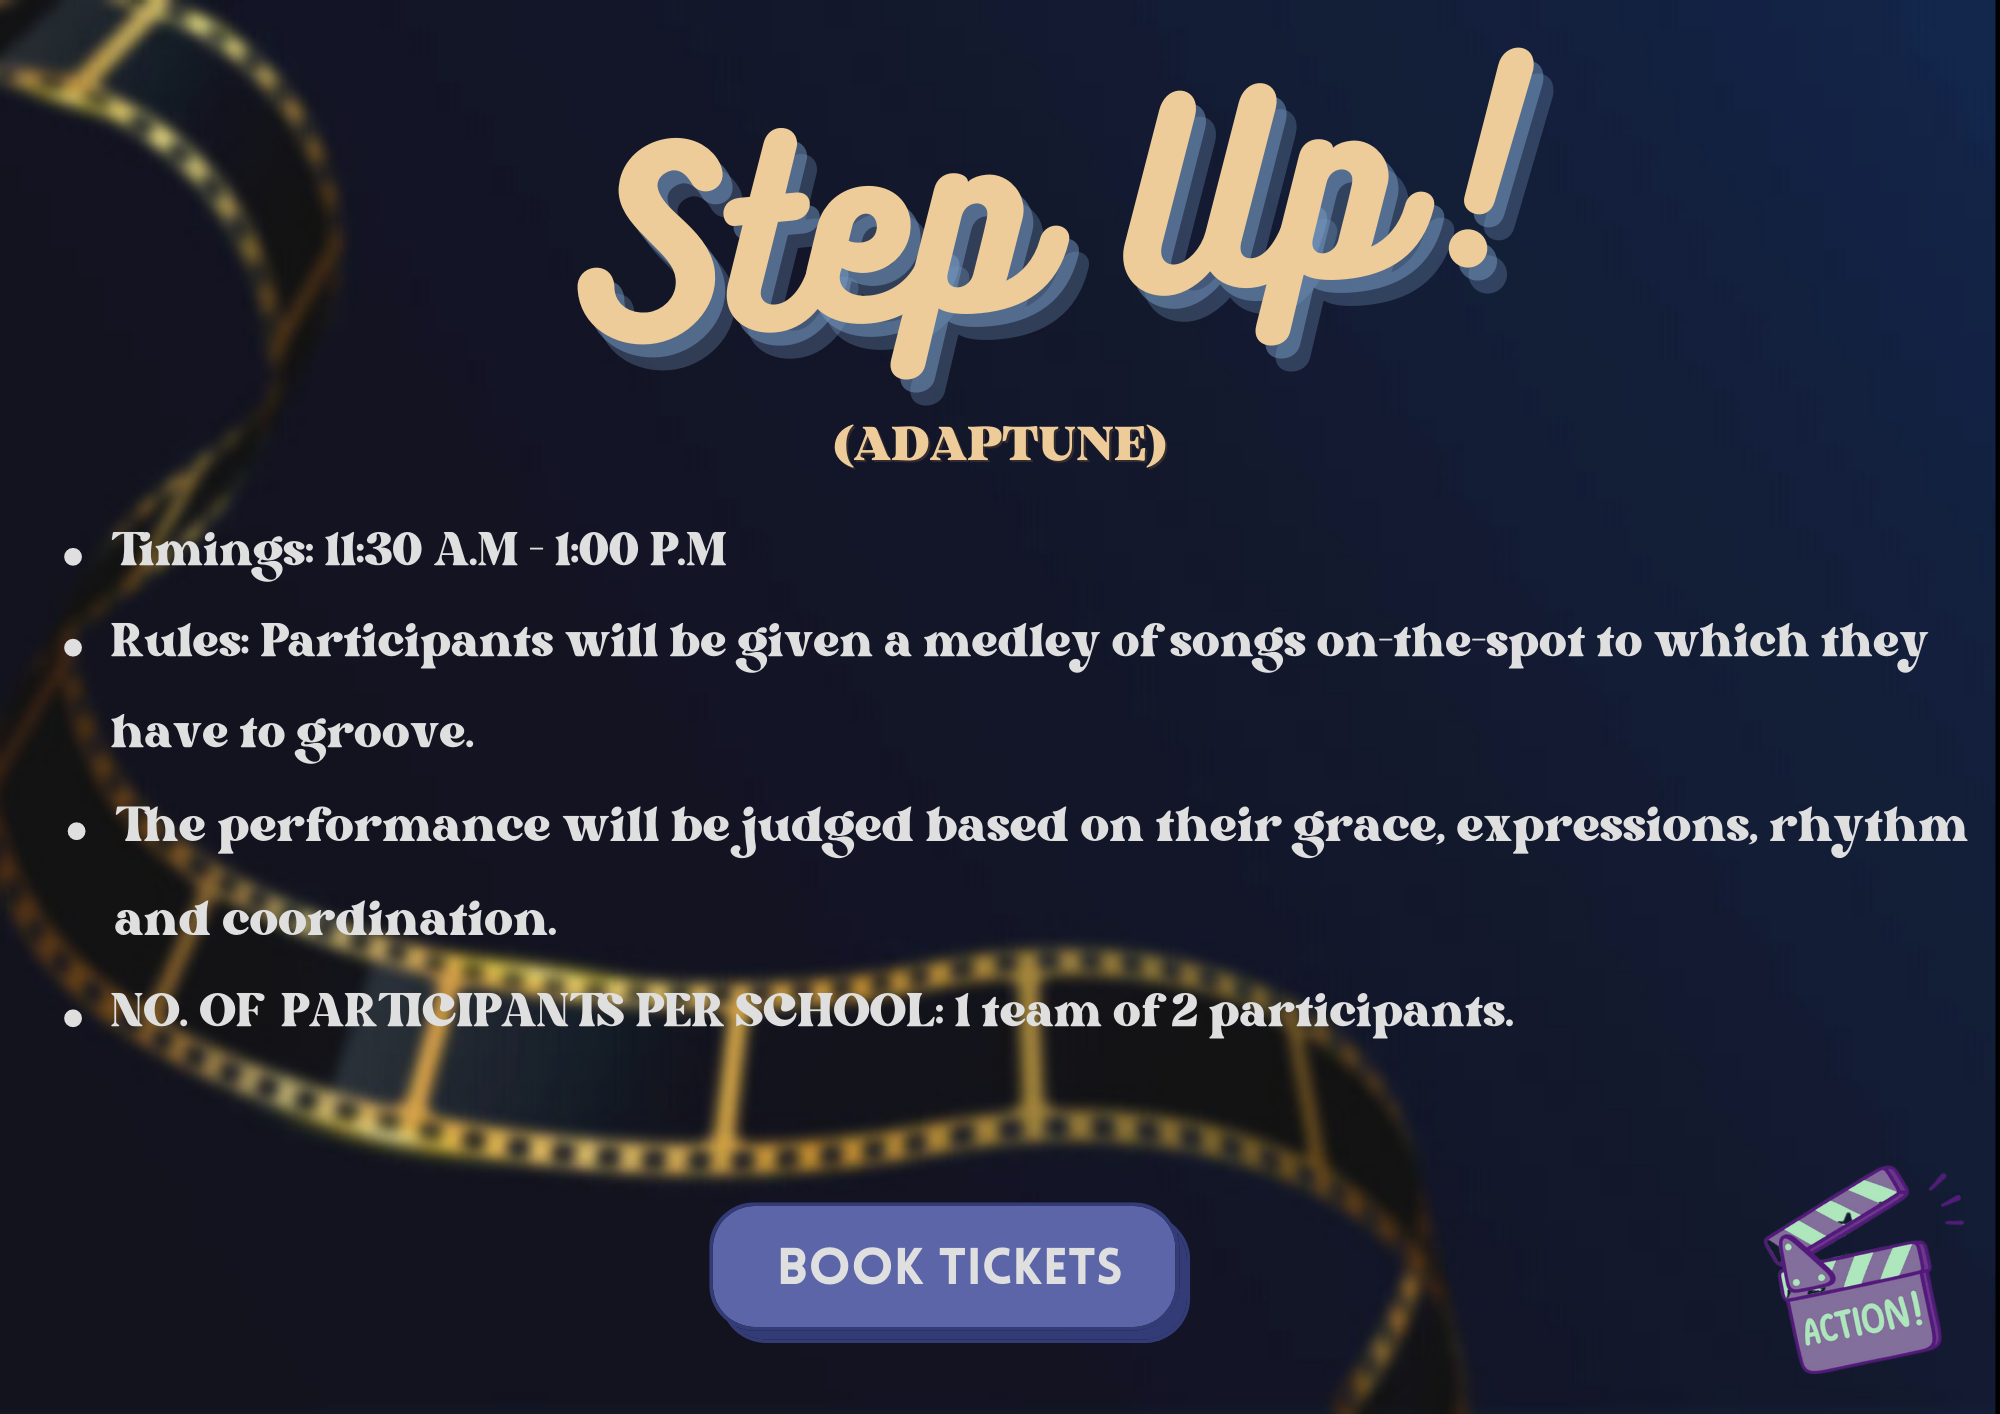 Step Up!
(ADAPTUNE)
• Timings: 11:30 A.M - 1:00 P.M
• Rules: Participants will be given a medley of songs on-the-spot to which they
have to groove.
• The performance will be judged based on their grace, expressions, rhythm
and coordination.
• NO. OF PARTICIPANTS PER SCHOOL: 1 team of 2 participants.
BOOK TICKETS
ACTION!